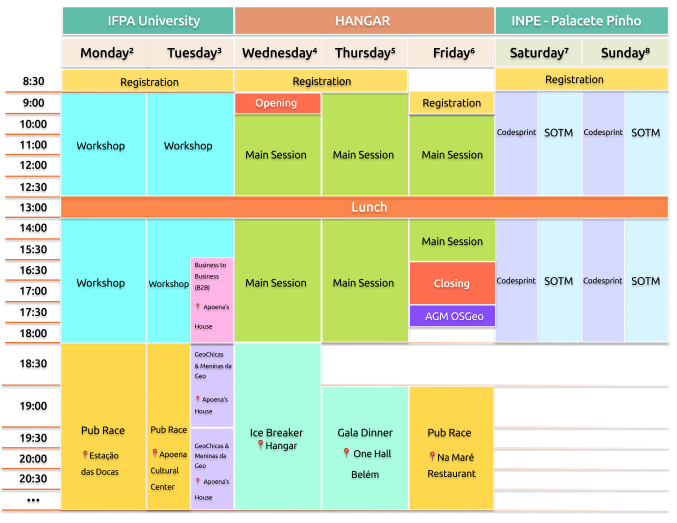 IFPA University HANGAR INPE - Palacete Pinho
Monday² Tuesday³ Wednesday⁴ Thursday⁵ Friday⁶ Saturday⁷ Sunday⁸
8:30 Registration Registration Registration
9:00 Opening Registration
10:00
Workshop Workshop Main Session Main Session Main Session Codesprint SOTM Codesprint SOTM
11:00
12:00
12:30
13:00 Lunch
14:00
Main Session
15:30
16:30
17:00
17:30
18:00
Workshop Workshop
Business to
Business
(B2B)
Apoena's
House
Main Session Main Session
Closing
AGM OSGeo
Codesprint SOTM Codesprint SOTM
18:30
19:00
19:30
20:00
20:30
...
Pub Race
Estação
das Docas
Pub Race
Apoena
Cultural
Center
GeoChicas
& Meninas da
Geo
Apoena's
House
GeoChicas &
Meninas da
Geo
Apoena's
House
Ice Breaker
Hangar
Gala Dinner
One Hall
Belém
Pub Race
Na Maré
Restaurant